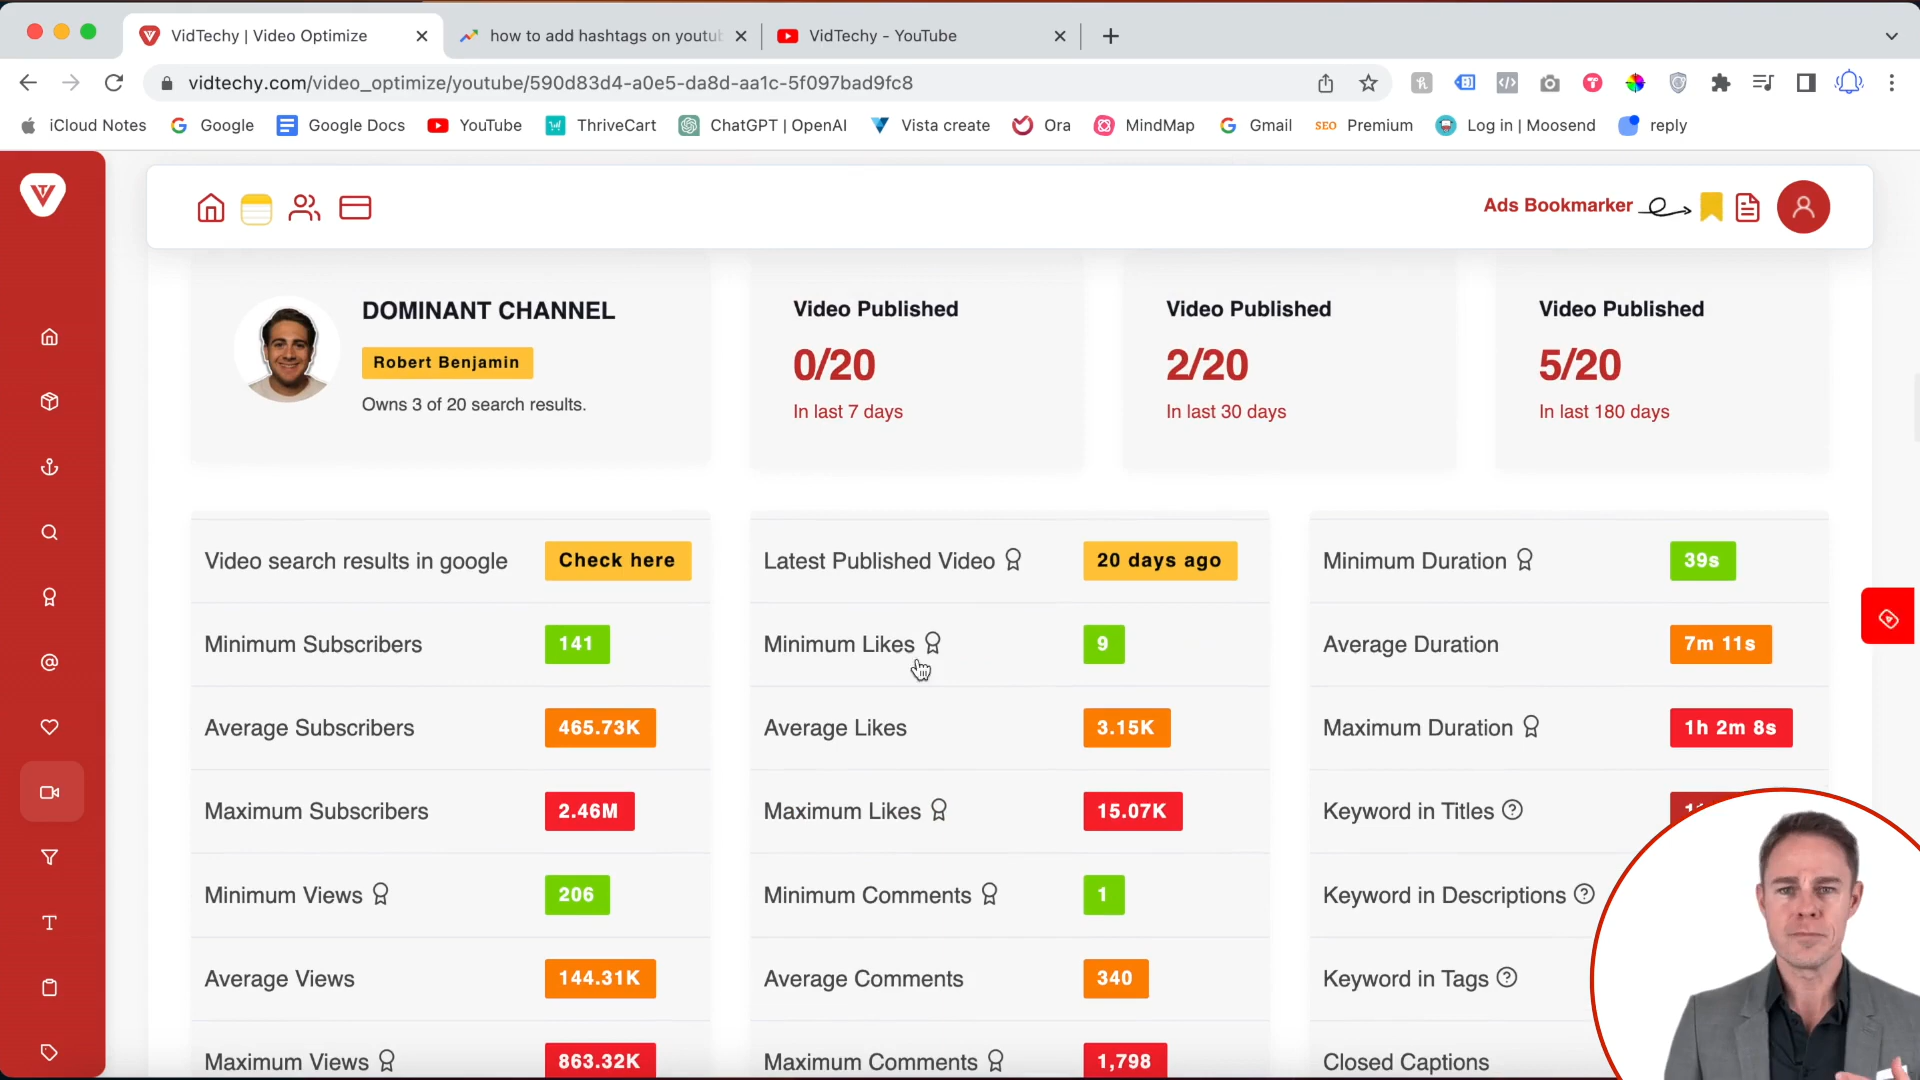 VidTechy | Video Optimize
how to add hashtags on youtub
VidTechy - YouTube
vidtechy.com/video_optimize/youtube/590d83d4-a0e5-da8d-aa1c-5f097bad9fc8
iCloud Notes
Google
Google Docs
YouTube
ThriveCart
ChatGPT | OpenAI
Vista create
Ora
MindMap
Gmail
SEO Premium
Log in | Moosend
reply
Ads Bookmarker
DOMINANT CHANNEL
Robert Benjamin
Owns 3 of 20 search results.
Video Published
0/20
In last 7 days
Video Published
2/20
In last 30 days
Video Published
5/20
In last 180 days
Video search results in google Check here
Minimum Subscribers 141
Average Subscribers 465.73K
Maximum Subscribers 2.46M
Minimum Views 206
Average Views 144.31K
Maximum Views 863.32K
Latest Published Video 20 days ago
Minimum Likes 9
Average Likes 3.15K
Maximum Likes 15.07K
Minimum Comments 1
Average Comments 340
Maximum Comments 1,798
Minimum Duration 39s
Average Duration 7m 11s
Maximum Duration 1h 2m 8s
Keyword in Titles
Keyword in Descriptions
Keyword in Tags
Closed Captions